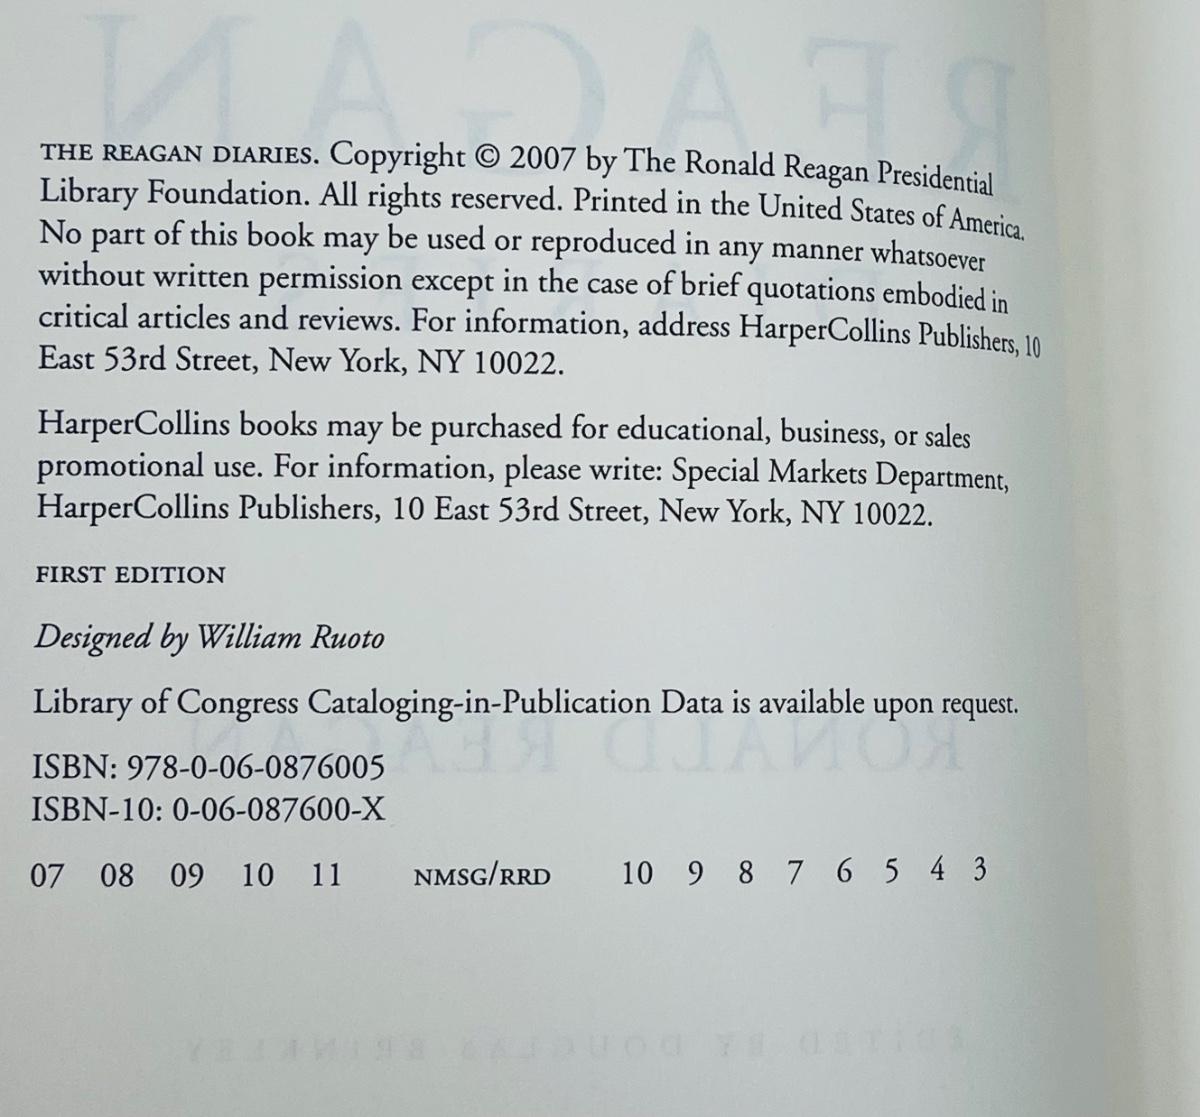 THE REAGAN DIARIES. Copyright © 2007 by The Ronald Reagan Presidential
Library Foundation. All rights reserved. Printed in the United States of America.
No part of this book may be used or reproduced in any manner whatsoever
without written permission except in the case of brief quotations embodied in
critical articles and reviews. For information, address HarperCollins Publishers, 10
East 53rd Street, New York, NY 10022.
HarperCollins books may be purchased for educational, business, or sales
promotional use. For information, please write: Special Markets Department,
HarperCollins Publishers, 10 East 53rd Street, New York, NY 10022.
FIRST EDITION
Designed by William Ruoto
Library of Congress Cataloging-in-Publication Data is available upon request.
ISBN: 978-0-06-0876005
ISBN-10: 0-06-087600-X
07 08 09 10 11 NMSG/RRD 10 9 8 7 6 5 4 3